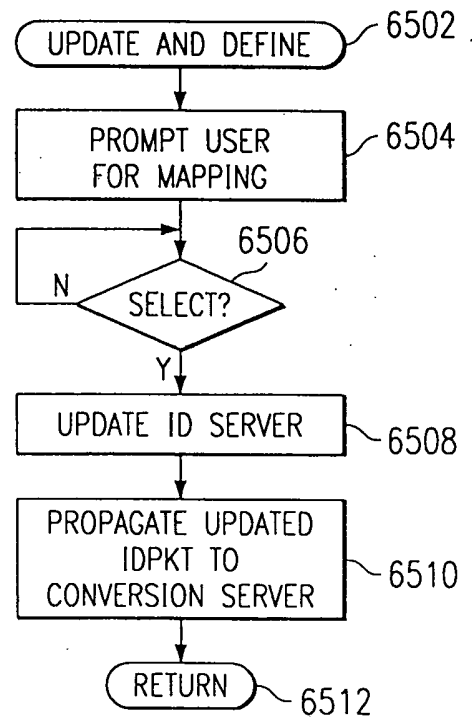 UPDATE AND DEFINE
6502
PROMPT USER
FOR MAPPING
6504
6506
N
SELECT?
Y
UPDATE ID SERVER
6508
PROPAGATE UPDATED
IDPKT TO
CONVERSION SERVER
6510
RETURN
6512